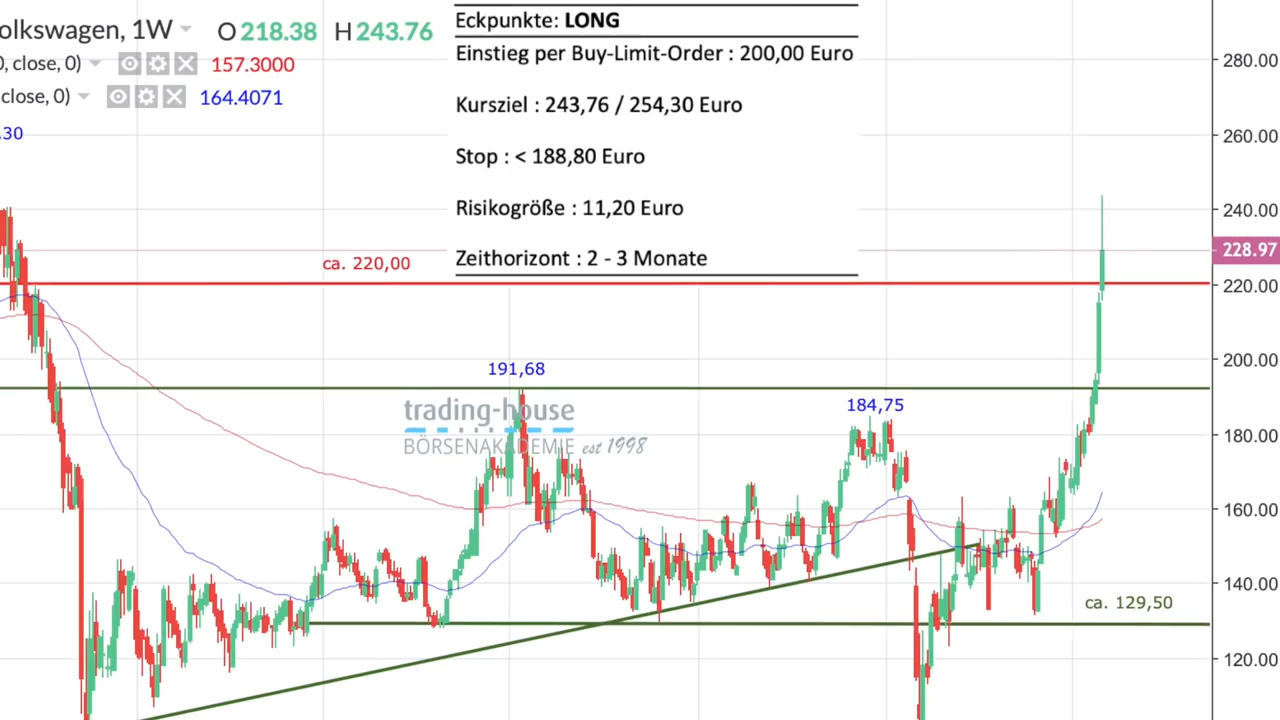 olkswagen, 1W O 218.38 H 243.76
0, close, 0) 157.3000
close, 0) 164.4071
.30
Eckpunkte: LONG
Einstieg per Buy-Limit-Order : 200,00 Euro
Kursziel : 243,76 / 254,30 Euro
Stop : < 188,80 Euro
Risikogröße : 11,20 Euro
Zeithorizont : 2 - 3 Monate
ca. 220,00
191,68
184,75
trading-house
BÖRSENAKADEMIE est 1998
ca. 129,50
280.00
260.00
240.00
228.97
220.00
200.00
180.00
160.00
140.00
120.00